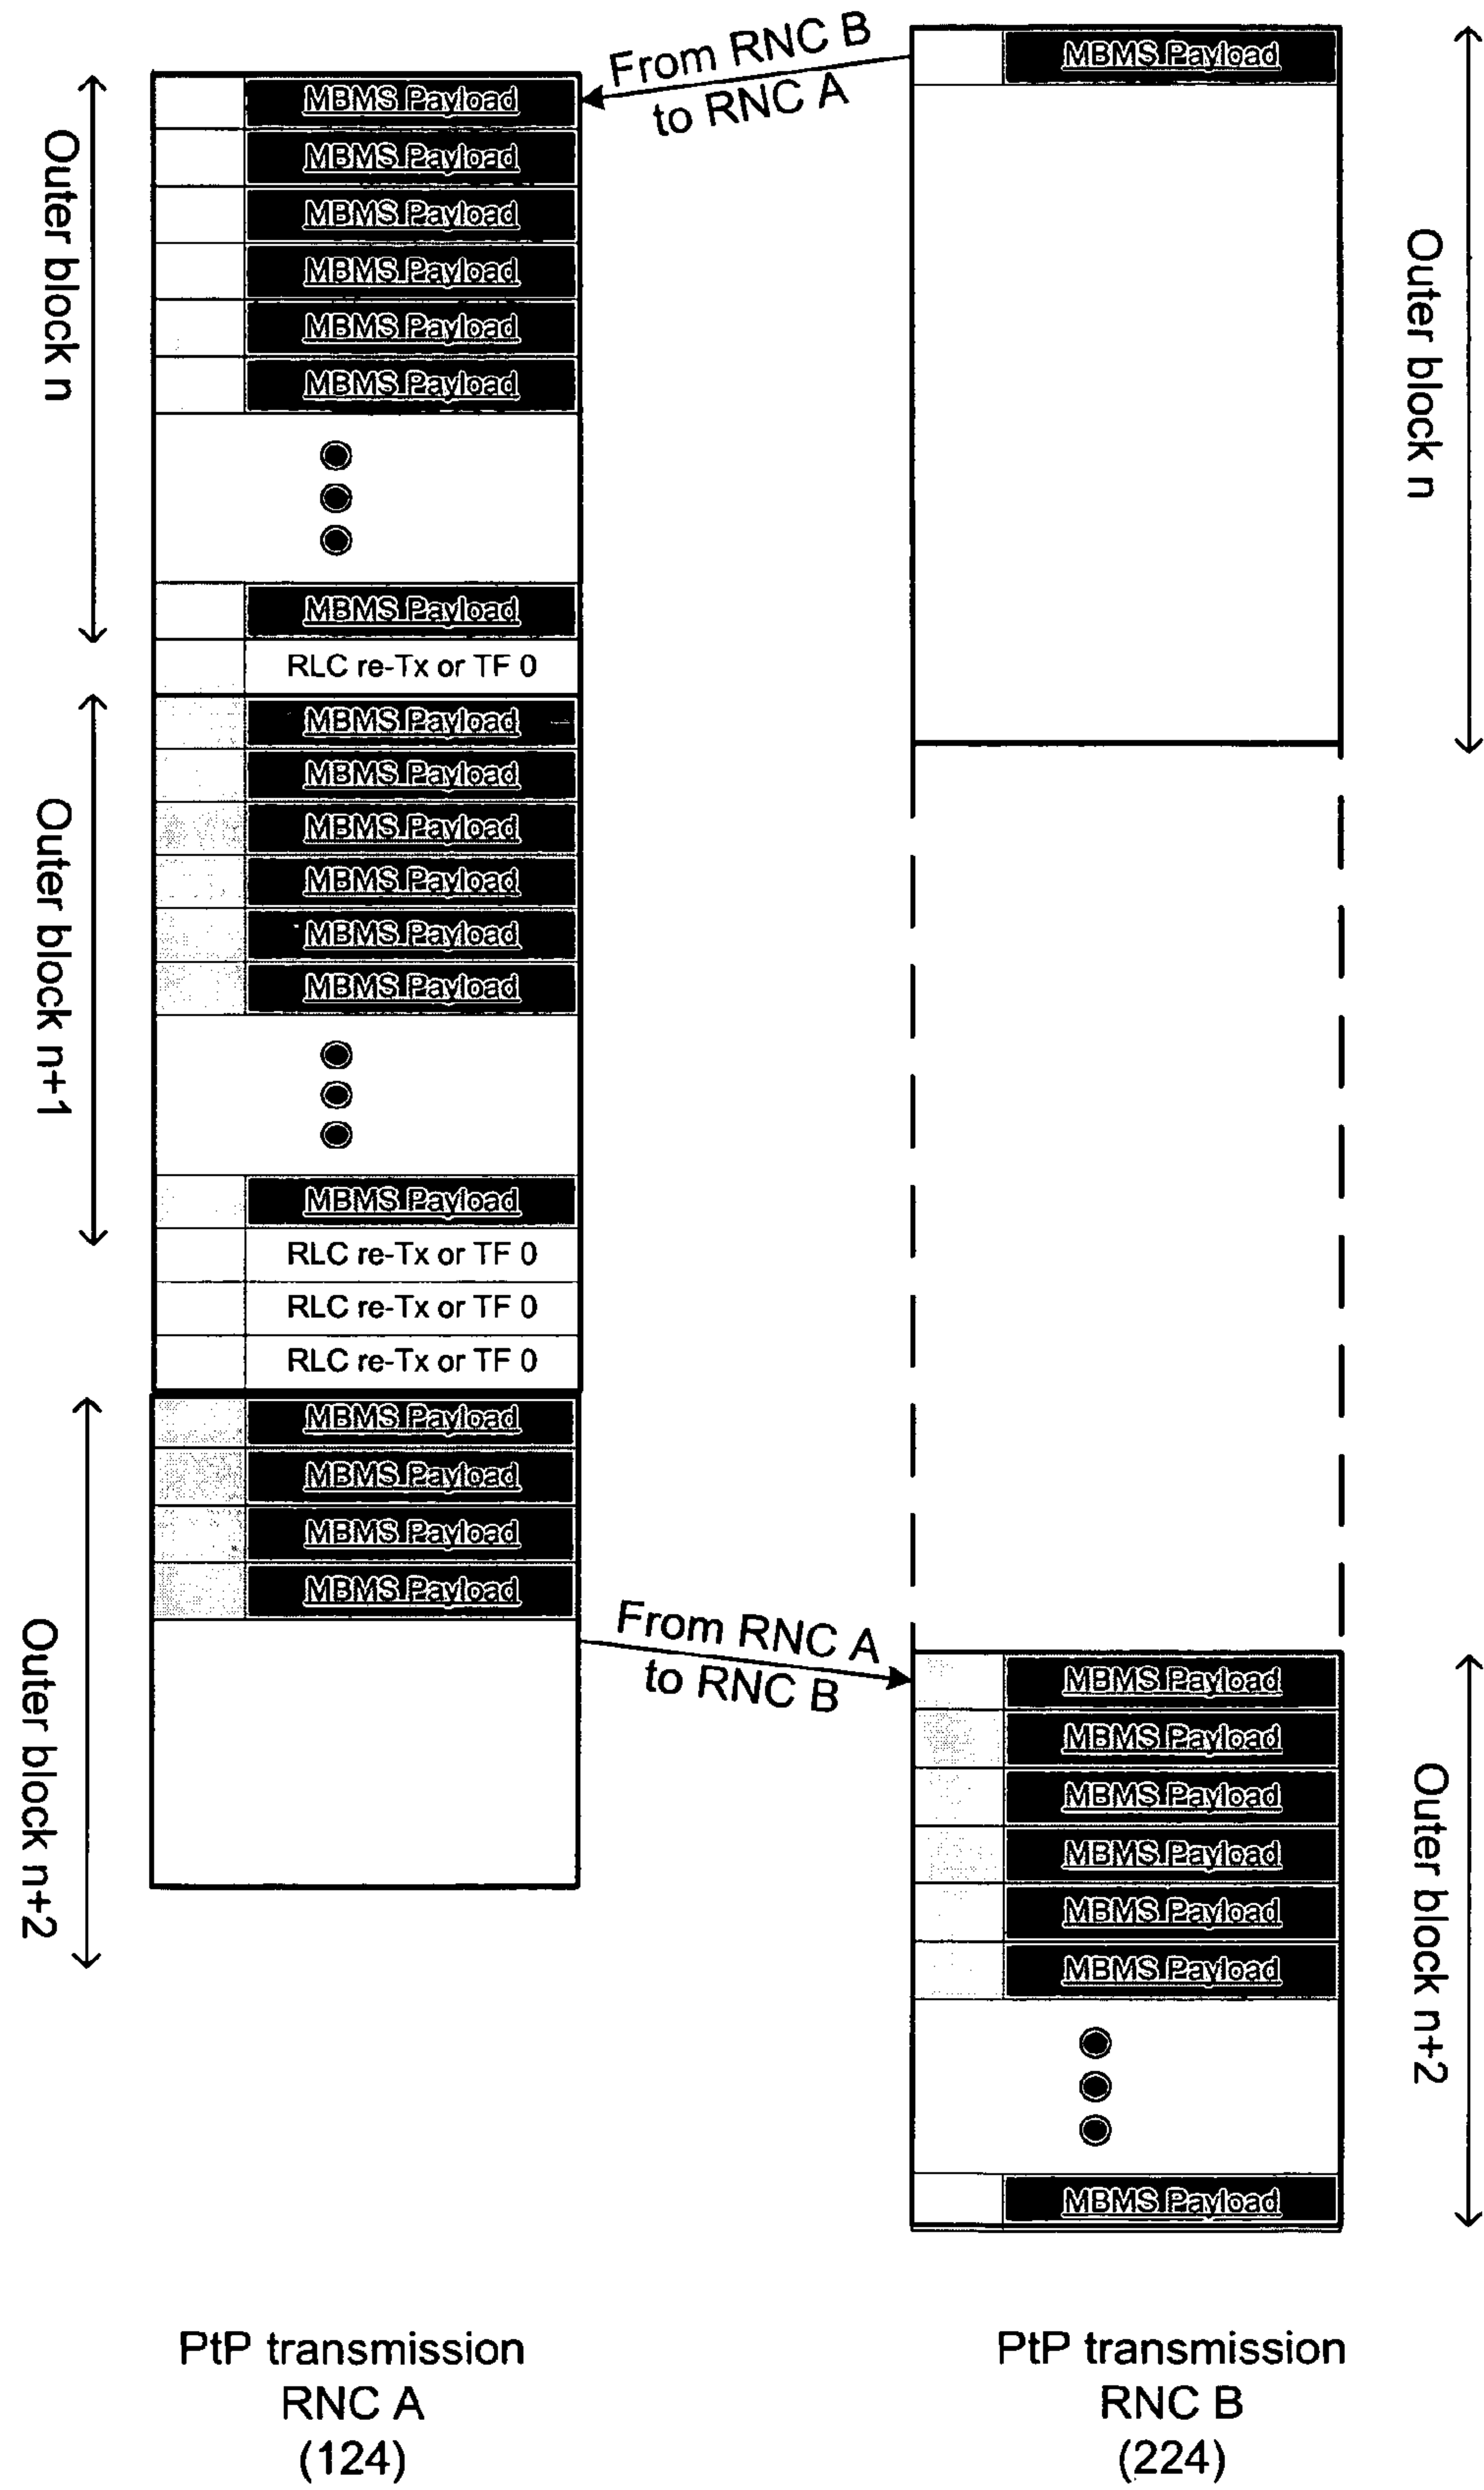 From RNC B
to RNC A
Outer block n
MBMS Payload
MBMS Payload
MBMS Payload
MBMS Payload
MBMS Payload
MBMS Payload
MBMS Payload
RLC re-Tx or TF 0
Outer block n+1
MBMS Payload
MBMS Payload
MBMS Payload
MBMS Payload
MBMS Payload
MBMS Payload
MBMS Payload
RLC re-Tx or TF 0
RLC re-Tx or TF 0
RLC re-Tx or TF 0
Outer block n+2
MBMS Payload
MBMS Payload
MBMS Payload
MBMS Payload
From RNC A
to RNC B
MBMS Payload
Outer block n
MBMS Payload
MBMS Payload
MBMS Payload
MBMS Payload
MBMS Payload
MBMS Payload
MBMS Payload
Outer block n+2
PtP transmission
RNC A
(124)
PtP transmission
RNC B
(224)